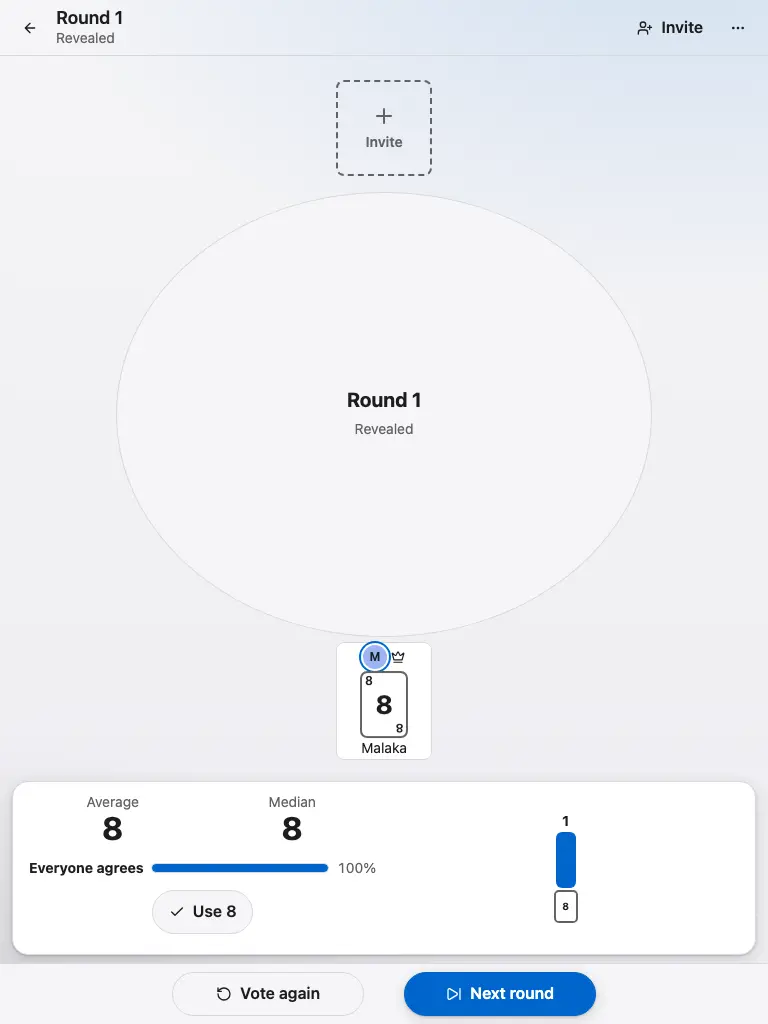 Round 1
Revealed
Invite
Invite
Round 1
Revealed
M
8
8
8
Malaka
Average
8
Median
8
Everyone agrees
100%
Use 8
1
8
Vote again
Next round